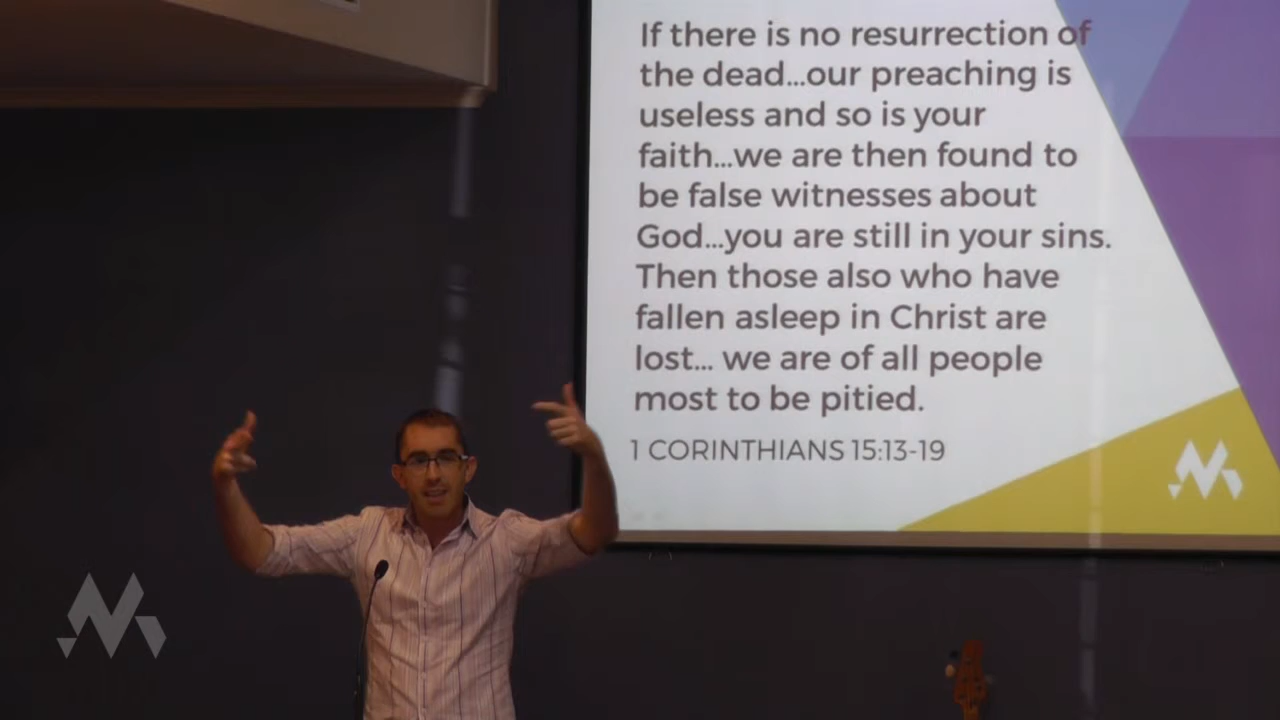 If there is no resurrection of
the dead...our preaching is
useless and so is your
faith...we are then found to
be false witnesses about
God...you are still in your sins.
Then those also who have
fallen asleep in Christ are
lost... we are of all people
most to be pitied.
1 CORINTHIANS 15:13-19